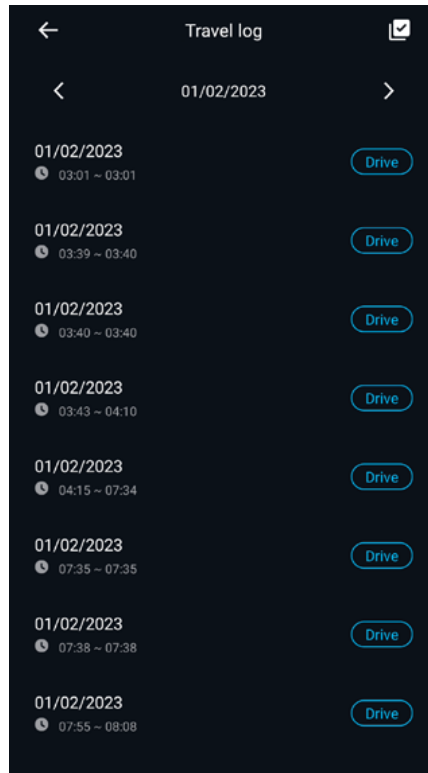 Travel log
01/02/2023
01/02/2023
03:01 ~ 03:01
Drive
01/02/2023
03:39 ~ 03:40
Drive
01/02/2023
03:40 ~ 03:40
Drive
01/02/2023
03:43 ~ 04:10
Drive
01/02/2023
04:15 ~ 07:34
Drive
01/02/2023
07:35 ~ 07:35
Drive
01/02/2023
07:38 ~ 07:38
Drive
01/02/2023
07:55 ~ 08:08
Drive